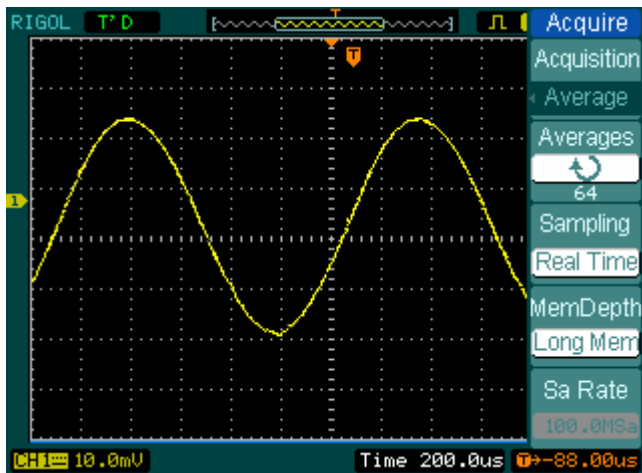 RIGOL T'D T
Acquire
T
Acquisition
Average
Averages
64
1
Sampling
Real Time
MemDepth
Long Mem
Sa Rate
100.0MSa
CH1 10.0mV Time 200.0us T→-88.00us